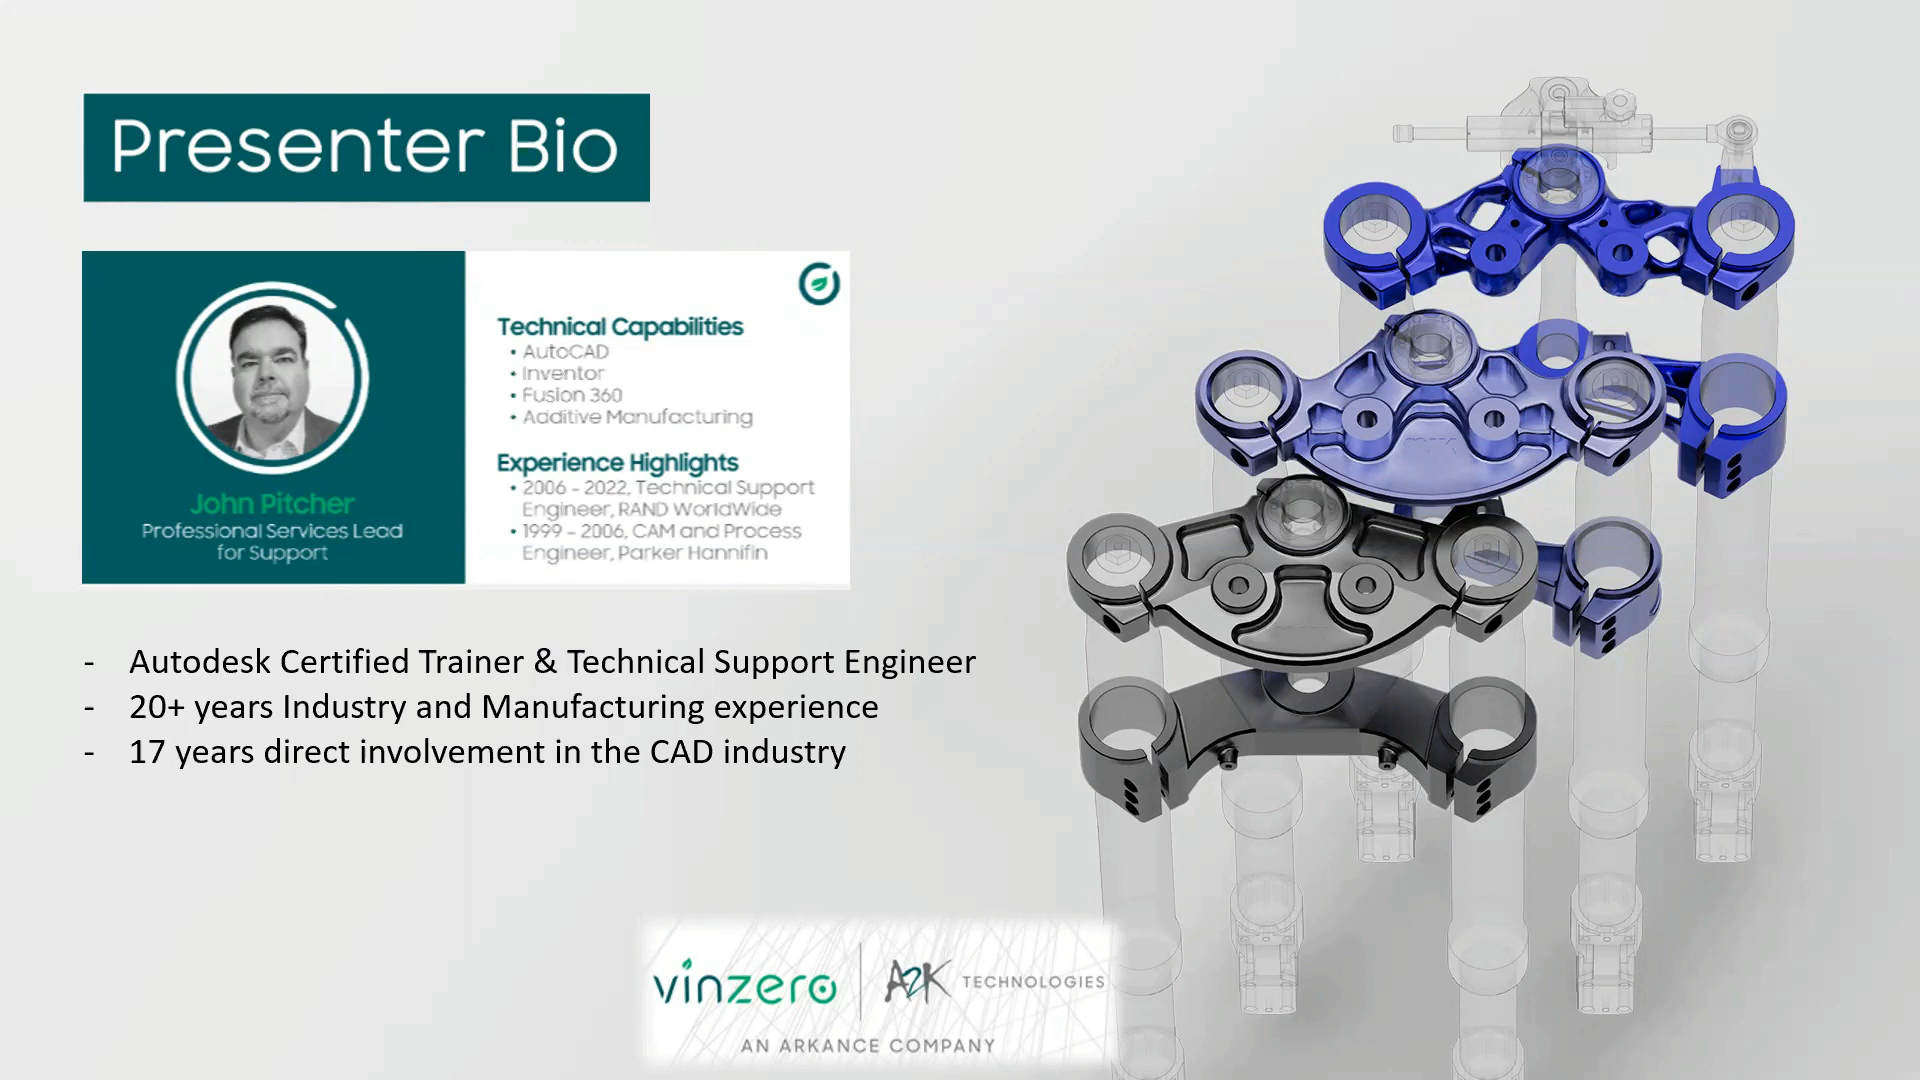 Presenter Bio
John Pitcher
Professional Services Lead
for Support
Technical Capabilities
• AutoCAD
• Inventor
• Fusion 360
• Additive Manufacturing
Experience Highlights
• 2006 - 2022, Technical Support
Engineer, RAND WorldWide
• 1999 - 2006, CAM and Process
Engineer, Parker Hannifin
- Autodesk Certified Trainer & Technical Support Engineer
- 20+ years Industry and Manufacturing experience
- 17 years direct involvement in the CAD industry
vinzero
A2K TECHNOLOGIES
AN ARKANCE COMPANY